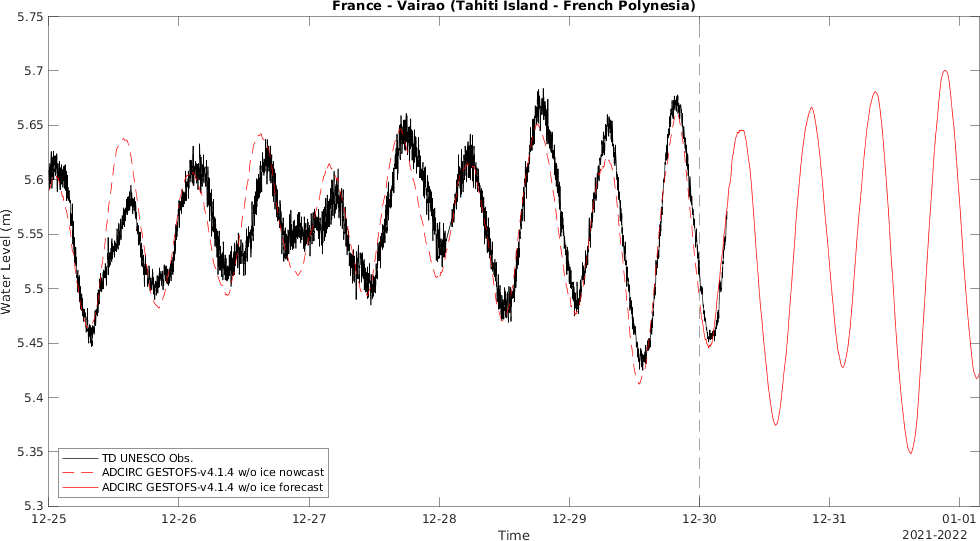 France - Vairao (Tahiti Island - French Polynesia)
5.75
5.7
5.65
5.6
5.55
5.5
5.45
5.4
5.35
5.3
Water Level (m)
TD UNESCO Obs.
ADCIRC GESTOFS-v4.1.4 w/o ice nowcast
ADCIRC GESTOFS-v4.1.4 w/o ice forecast
12-25 12-26 12-27 12-28 12-29 12-30 12-31 01-01
Time
2021-2022